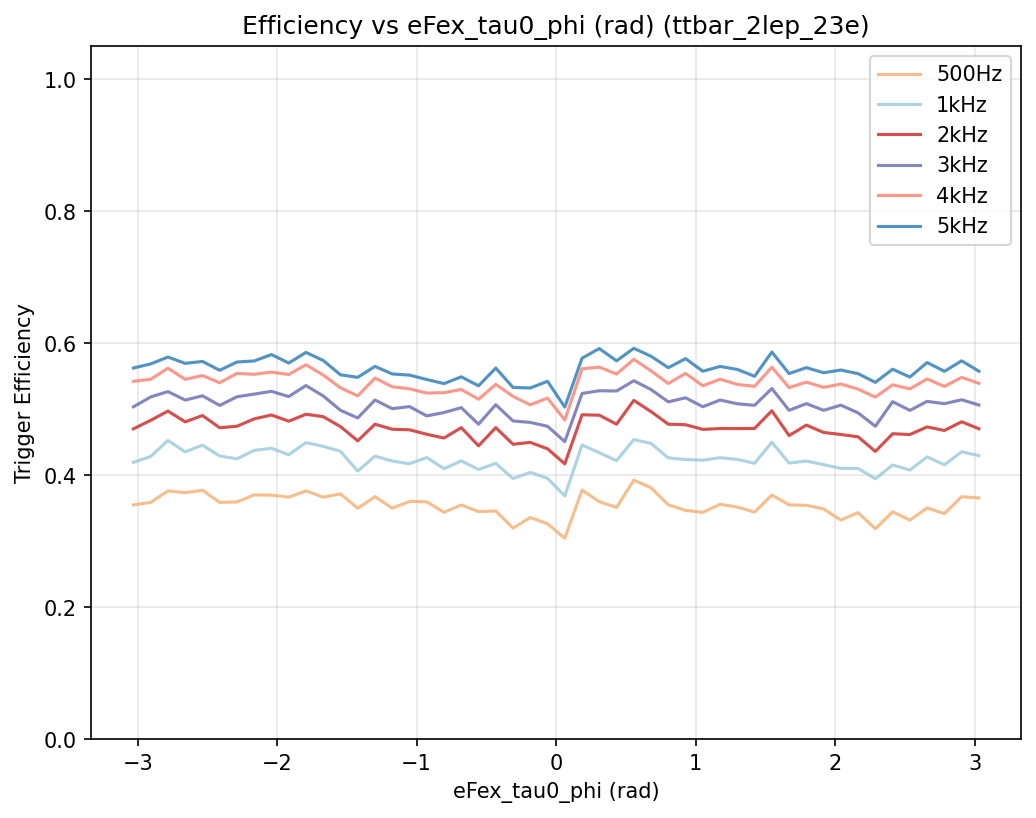 Efficiency vs eFex_tau0_phi (rad) (ttbar_2lep_23e)
500Hz
1kHz
2kHz
3kHz
4kHz
5kHz
Trigger Efficiency
1.0
0.8
0.6
0.4
0.2
0.0
−3
−2
−1
0
1
2
3
eFex_tau0_phi (rad)